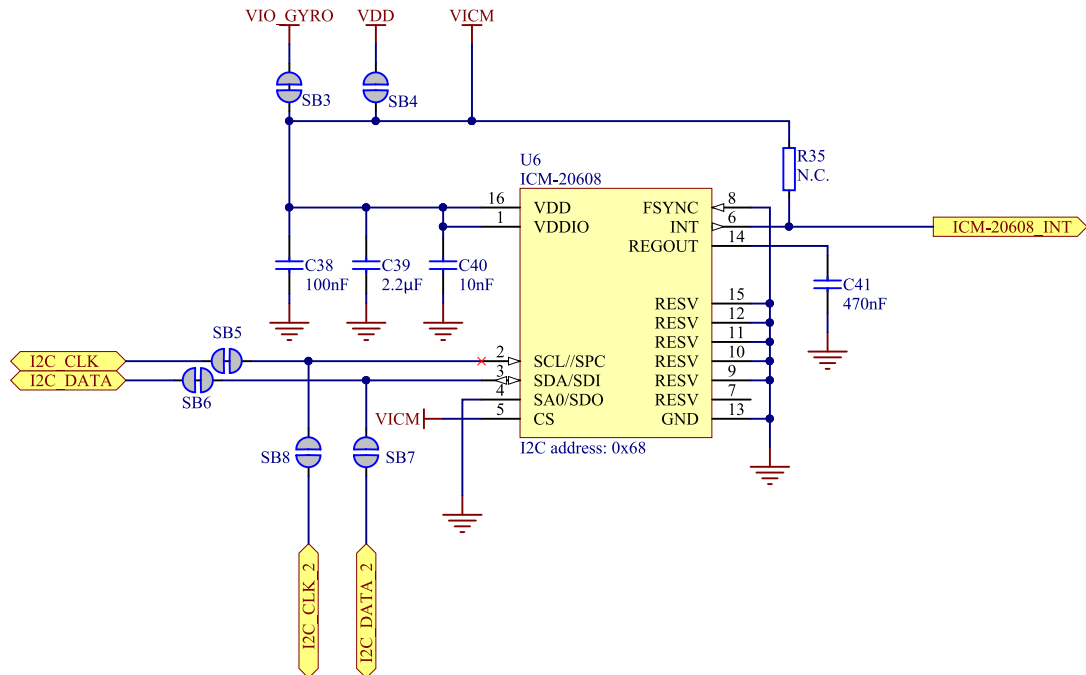 VIO_GYRO
VDD
VICM
SB3
SB4
R35
N.C.
U6
ICM-20608
16
VDD
FSYNC
8
1
VDDIO
INT
6
ICM-20608_INT
REGOUT
14
C38
100nF
C39
2.2µF
C40
10nF
C41
470nF
RESV
15
RESV
12
RESV
11
I2C_CLK
SB5
2
SCL//SPC
RESV
10
I2C_DATA
SB6
3
SDA/SDI
RESV
9
4
SA0/SDO
RESV
7
VICM
5
CS
GND
13
I2C address: 0x68
SB8
SB7
I2C_CLK_2
I2C_DATA_2